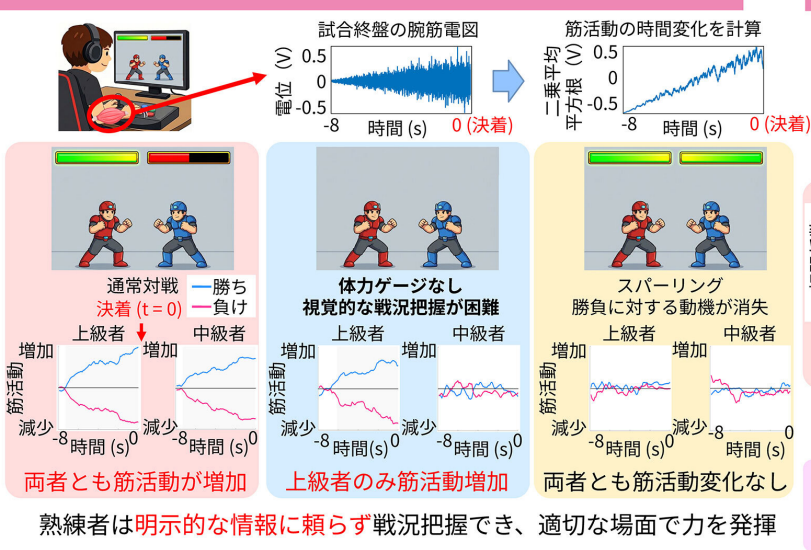 試合終盤の腕筋電図
電位 (V)
0.5
0
-0.5
-8
時間 (s)
0 (決着)
筋活動の時間変化を計算
二乗平均
平方根 (V)
0.5
0
-0.5
-8
時間 (s)
0 (決着)
通常対戦
決着 (t = 0)
勝ち
負け
上級者
中級者
筋活動
増加
減少
-8
時間 (s)
0
増加
減少
-8
時間 (s)
0
両者とも筋活動が増加
体力ゲージなし
視覚的な戦況把握が困難
上級者
中級者
筋活動
増加
減少
-8
時間(s)
0
増加
減少
-8
時間 (s)
0
上級者のみ筋活動増加
スパーリング
勝負に対する動機が消失
上級者
中級者
筋活動
増加
減少
-8
時間 (s)
0
増加
減少
-8
時間 (s)
0
両者とも筋活動変化なし
熟練者は明示的な情報に頼らず戦況把握でき、適切な場面で力を発揮